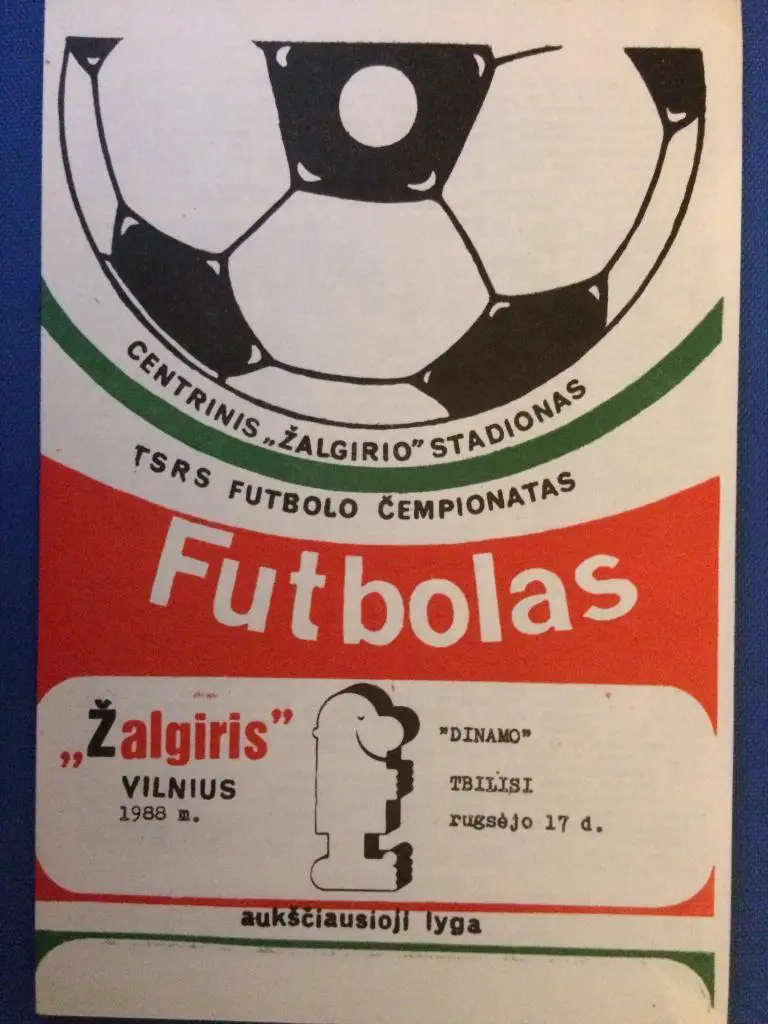 CENTRINIS „ŽALGIRIO” STADIONAS
TSRS FUTBOLO ČEMPIONATAS
Futbolas
„Žalgiris”
VILNIUS
1988 m.
"DINAMO"
TBILISI
rugsėjo 17 d.
aukščiausioji lyga